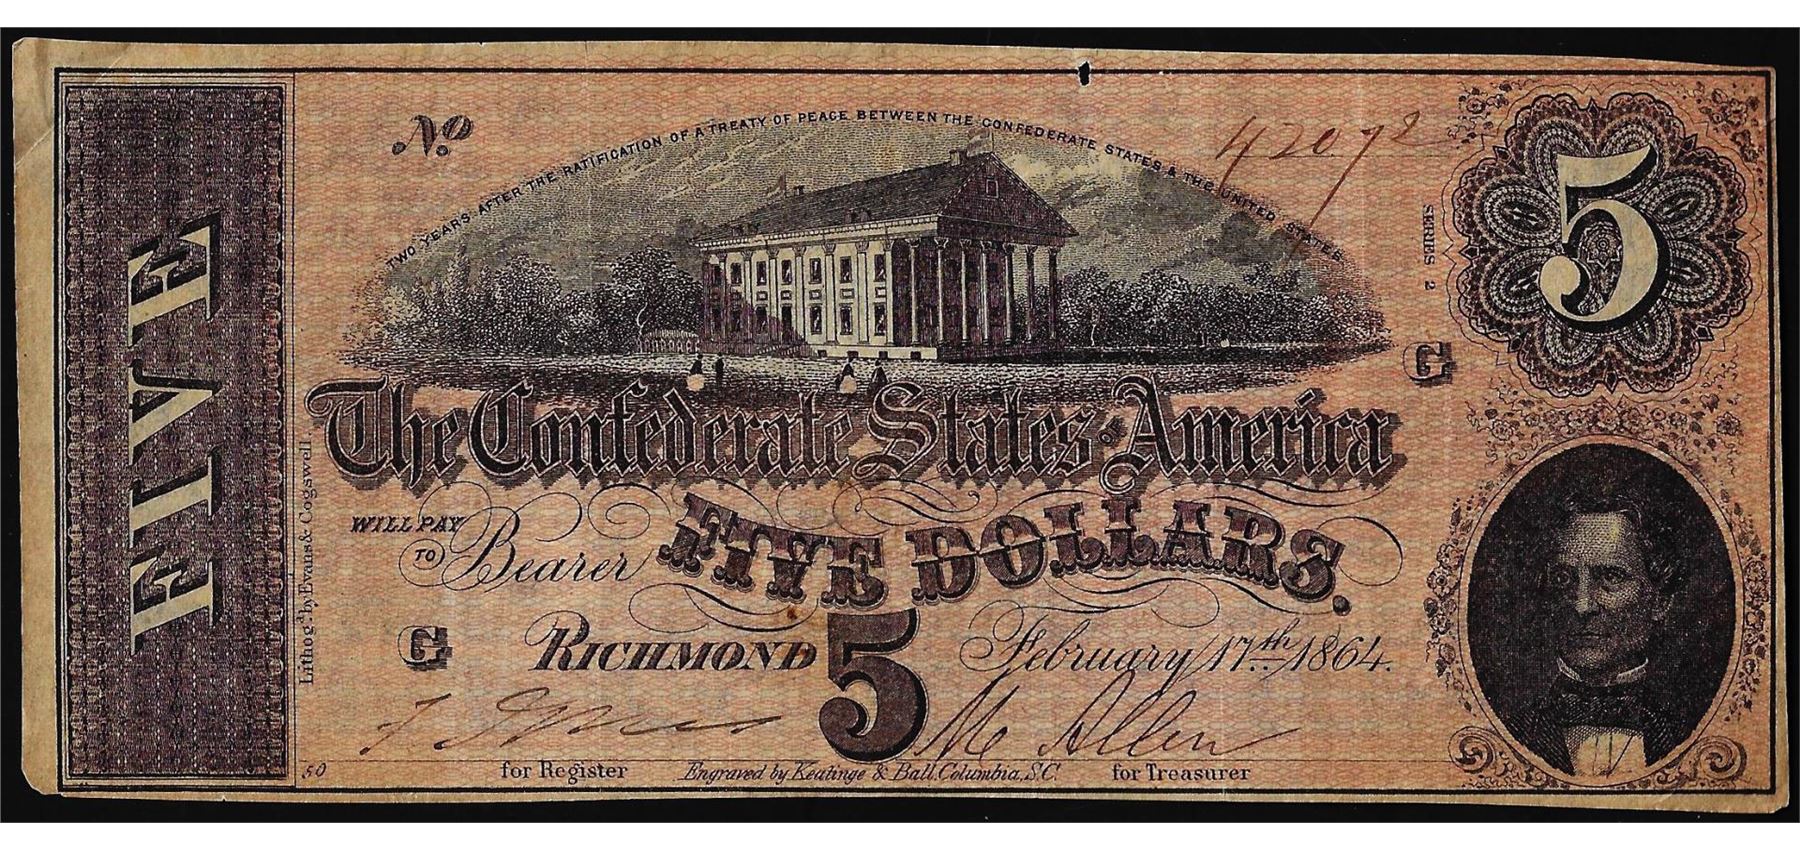 FIVE
Nº
42072
TWO YEARS AFTER THE RATIFICATION OF A TREATY OF PEACE BETWEEN THE CONFEDERATE STATES & THE UNITED STATES
SERIES 2
5
G
The Confederate States of America
WILL PAY
TO Bearer FIVE DOLLARS.
G
RICHMOND 5 February 17th 1864.
Lithog'd by Evans & Cogswell
M Allen
50
for Register
Engraved by Keatinge & Ball, Columbia, S.C.
for Treasurer